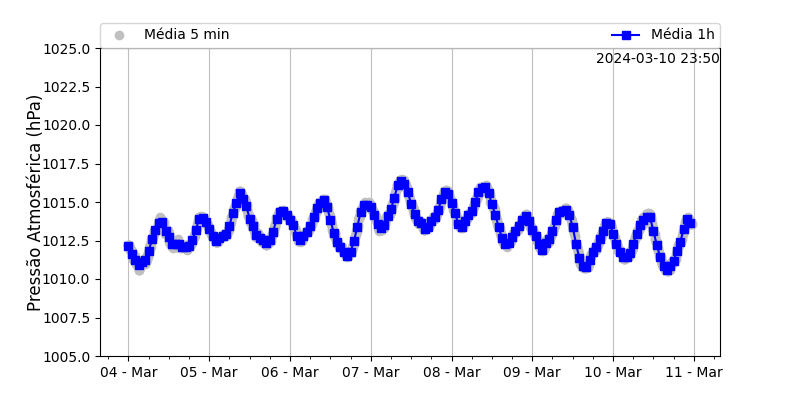 Média 5 min
Média 1h
2024-03-10 23:50
Pressão Atmosférica (hPa)
1025.0
1022.5
1020.0
1017.5
1015.0
1012.5
1010.0
1007.5
1005.0
04 - Mar
05 - Mar
06 - Mar
07 - Mar
08 - Mar
09 - Mar
10 - Mar
11 - Mar